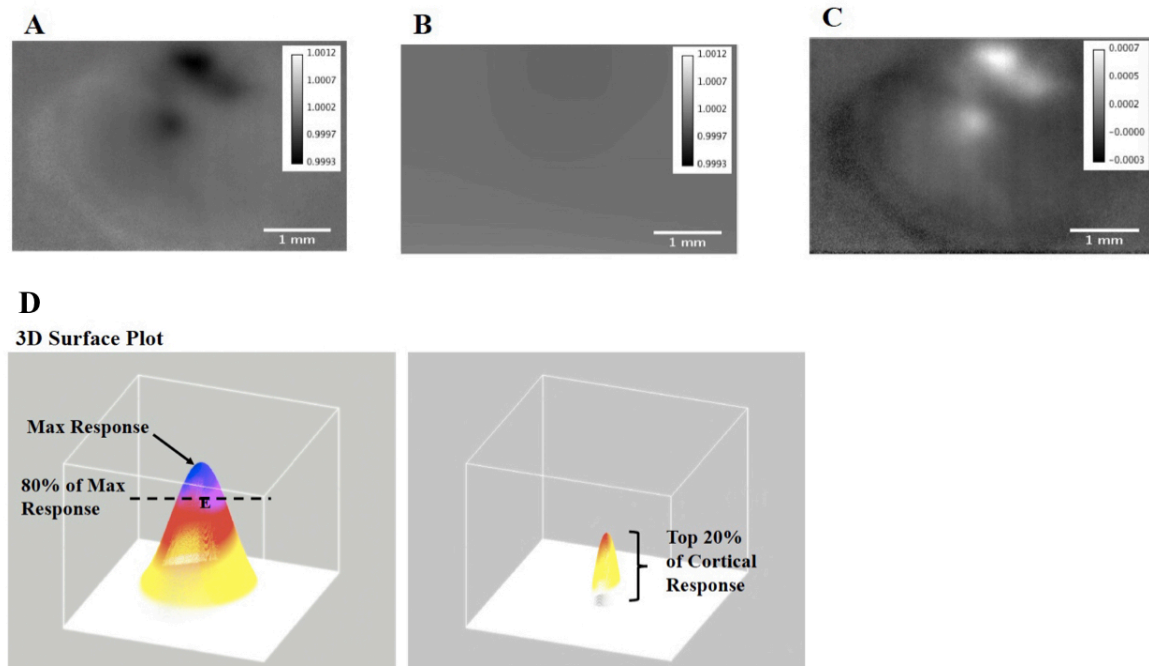 A
1.0012
1.0007
1.0002
0.9997
0.9993
1 mm
B
1.0012
1.0007
1.0002
0.9997
0.9993
1 mm
C
0.0007
0.0005
0.0002
−0.0000
−0.0003
1 mm
D
3D Surface Plot
Max Response
80% of Max
Response
E
Top 20%
of Cortical
Response